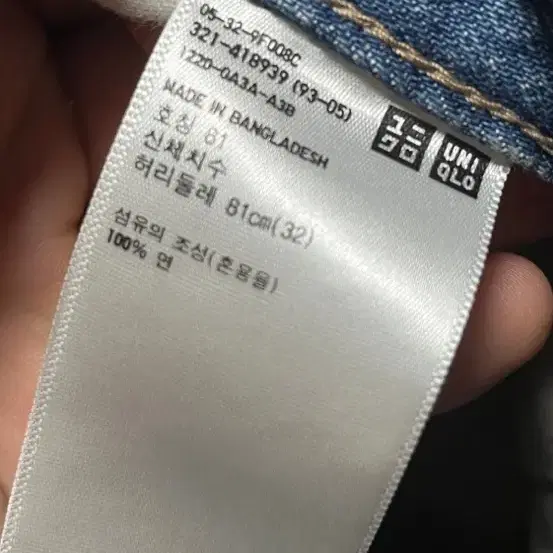 05-32-9F008C
321-418939 (93-05)
1220-0A3A-A3B
MADE IN BANGLADESH
호칭 81
신체치수
허리둘레 81cm(32)
섬유의 조성(혼용율)
100% 면
ユニ
クロ
UNI
QLO